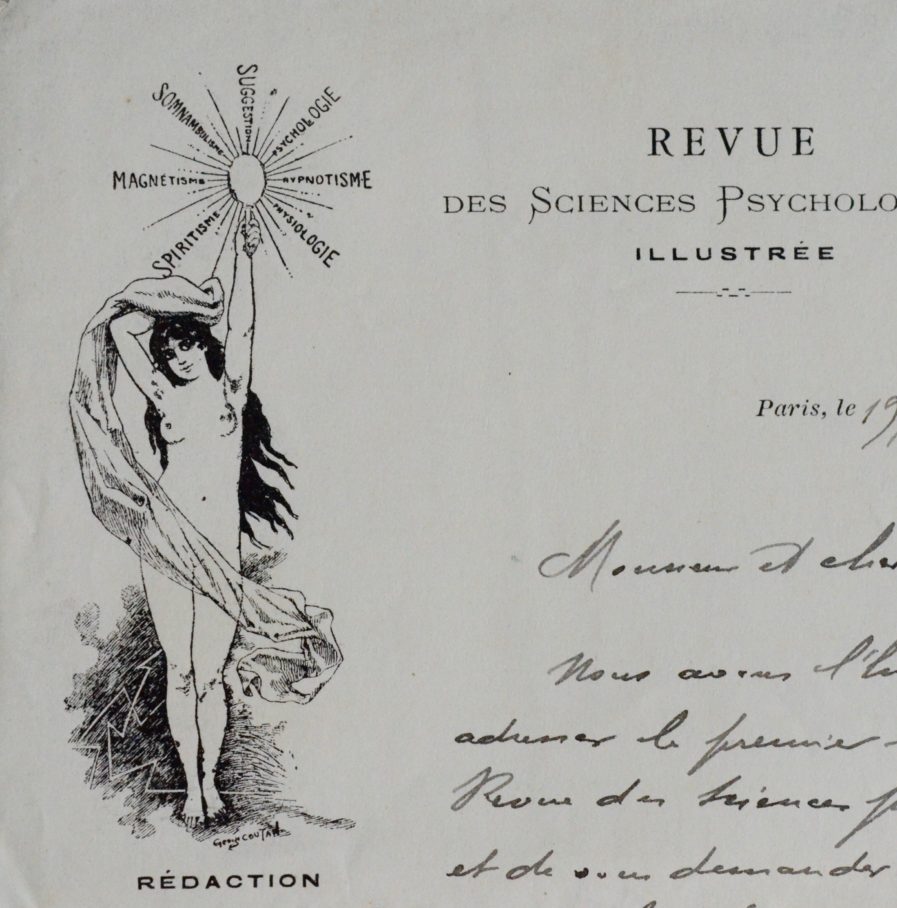 SUGGESTION
SOMNAMBULISME
PSYCHOLOGIE
MAGNÉTISME
HYPNOTISME
SPIRITISME
PHYSIOLOGIE
REVUE
DES SCIENCES PSYCHOLO
ILLUSTRÉE
Paris, le 19
Monsieur et cher
Nous avons l'h
adresser le premier
Revue des Sciences p
et de vous demander
RÉDACTION